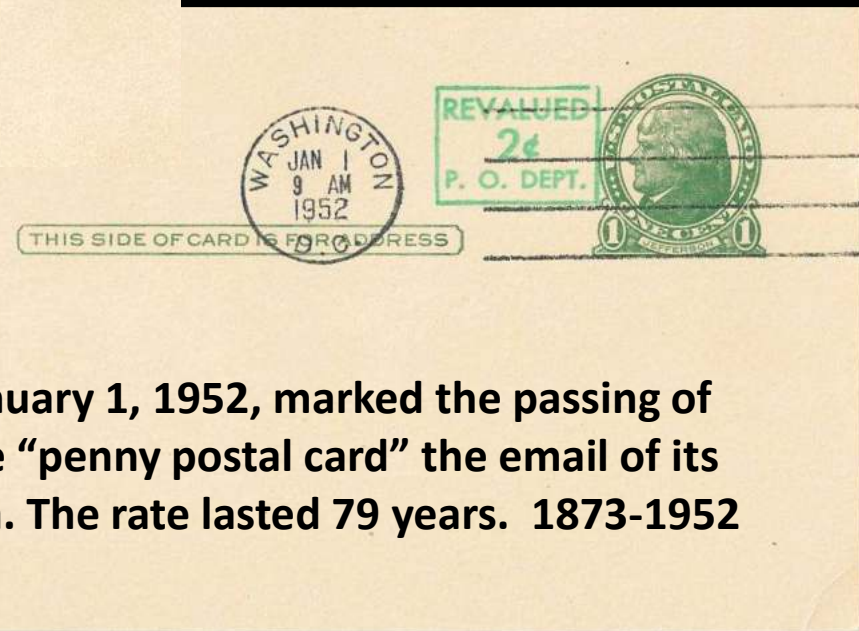 WASHINGTON
JAN 1
9 AM
1952
D.C.
REVALUED
2¢
P. O. DEPT.
U·S·POSTAL CARD
ONE CENT
1 JEFFERSON 1
THIS SIDE OF CARD IS FOR ADDRESS
nuary 1, 1952, marked the passing of
e “penny postal card” the email of its
. The rate lasted 79 years. 1873-1952